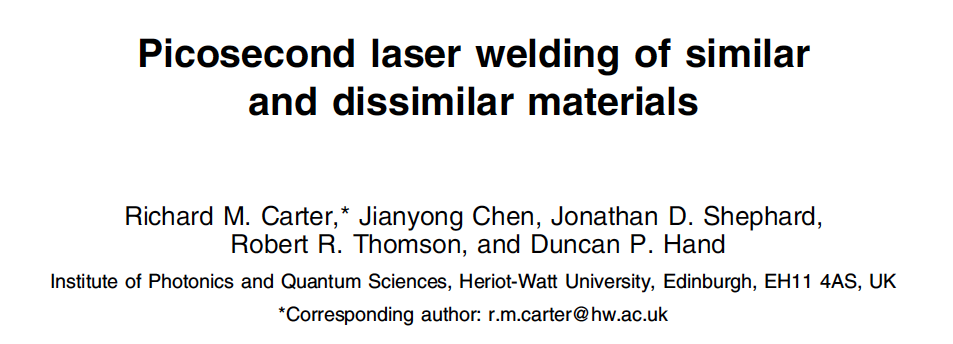 Picosecond laser welding of similar
and dissimilar materials
Richard M. Carter,* Jianyong Chen, Jonathan D. Shephard,
Robert R. Thomson, and Duncan P. Hand
Institute of Photonics and Quantum Sciences, Heriot-Watt University, Edinburgh, EH11 4AS, UK
*Corresponding author: r.m.carter@hw.ac.uk